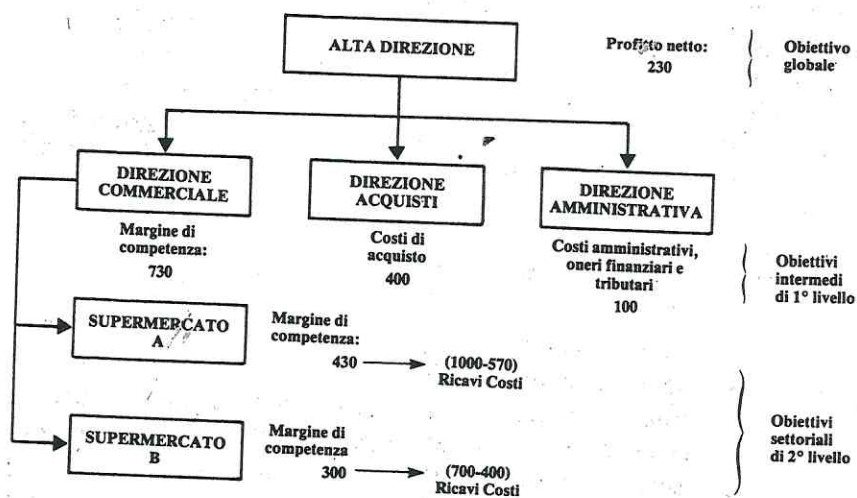 ALTA DIREZIONE
Profitto netto:
230
Obiettivo
globale
DIREZIONE
COMMERCIALE
DIREZIONE
ACQUISTI
DIREZIONE
AMMINISTRATIVA
Margine di
competenza:
730
Costi di
acquisto
400
Costi amministrativi,
oneri finanziari e
tributari
100
Obiettivi
intermedi
di 1° livello
SUPERMERCATO
A
Margine di
competenza:
430
(1000-570)
Ricavi Costi
SUPERMERCATO
B
Margine di
competenza
300
(700-400)
Ricavi Costi
Obiettivi
settoriali
di 2° livello